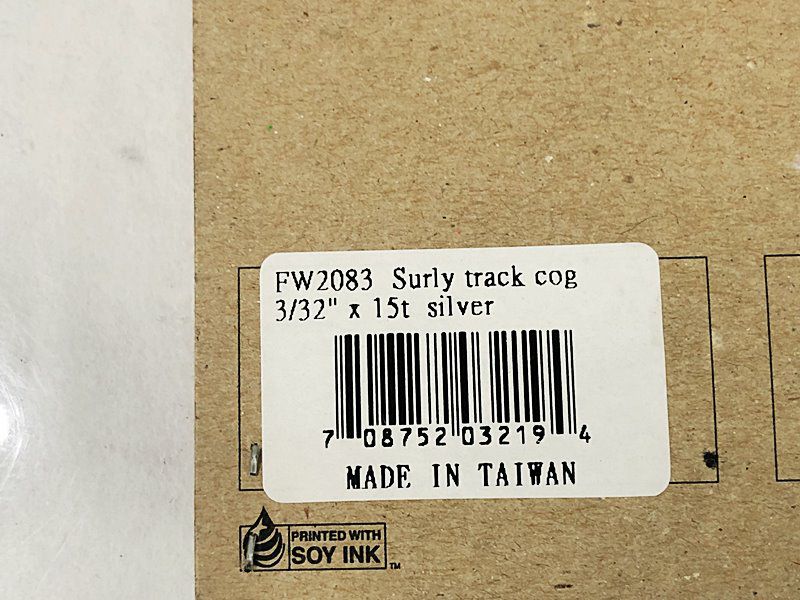 FW2083 Surly track cog
3/32" x 15t silver
7 08752 03219 4
MADE IN TAIWAN
PRINTED WITH
SOY INK TM